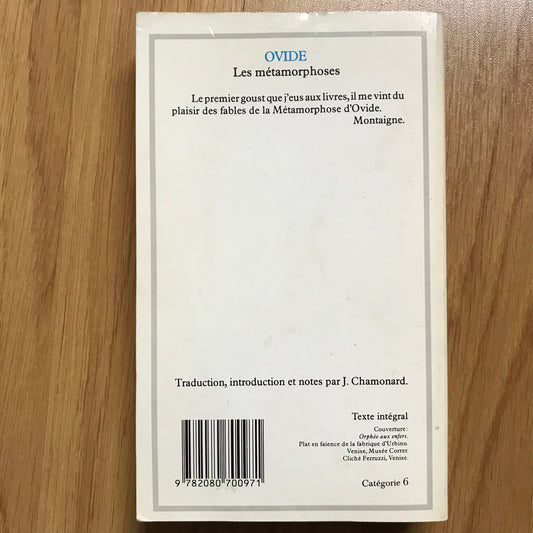 OVIDE
Les métamorphoses
Le premier goust que j'eus aux livres, il me vint du
plaisir des fables de la Métamorphose d'Ovide.
Montaigne.
Traduction, introduction et notes par J. Chamonard.
Texte intégral
Couverture :
Orphée aux enfers.
Plat en faïence de la fabrique d'Urbino.
Venise, Musée Correr.
Cliché Ferruzzi, Venise.
9 782080 700971
Catégorie 6